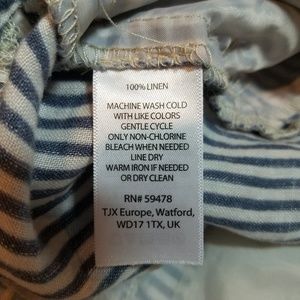 100% LINEN
MACHINE WASH COLD
WITH LIKE COLORS
GENTLE CYCLE
ONLY NON-CHLORINE
BLEACH WHEN NEEDED
LINE DRY
WARM IRON IF NEEDED
OR DRY CLEAN
RN# 59478
TJX Europe, Watford,
WD17 1TX, UK